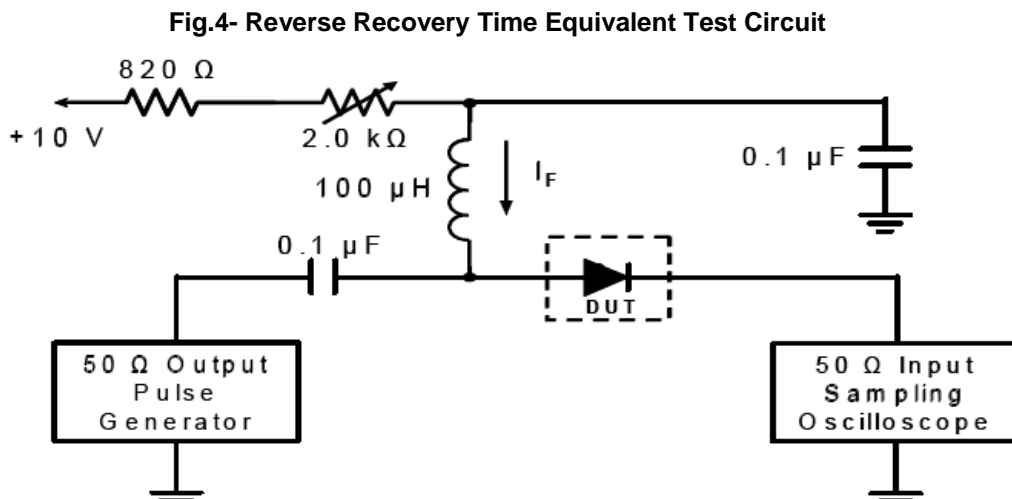 Fig.4- Reverse Recovery Time Equivalent Test Circuit
820 Ω
+10 V
2.0 kΩ
0.1 µF
100 µH
I_F
0.1 µF
DUT
50 Ω Output
Pulse
Generator
50 Ω Input
Sampling
Oscilloscope